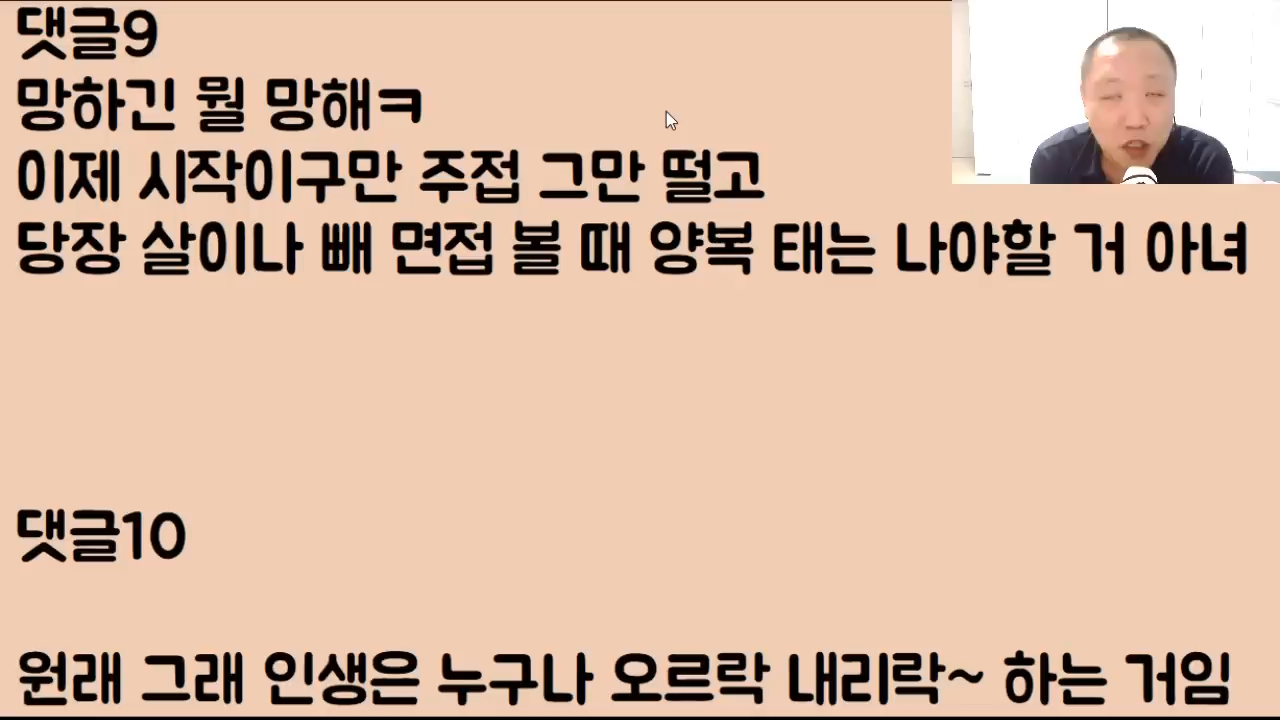 댓글9
망하긴 뭘 망해ㅋ
이제 시작이구만 주접 그만 떨고
당장 살이나 빼 면접 볼 때 양복 태는 나야할 거 아녀
댓글10
원래 그래 인생은 누구나 오르락 내리락~ 하는 거임